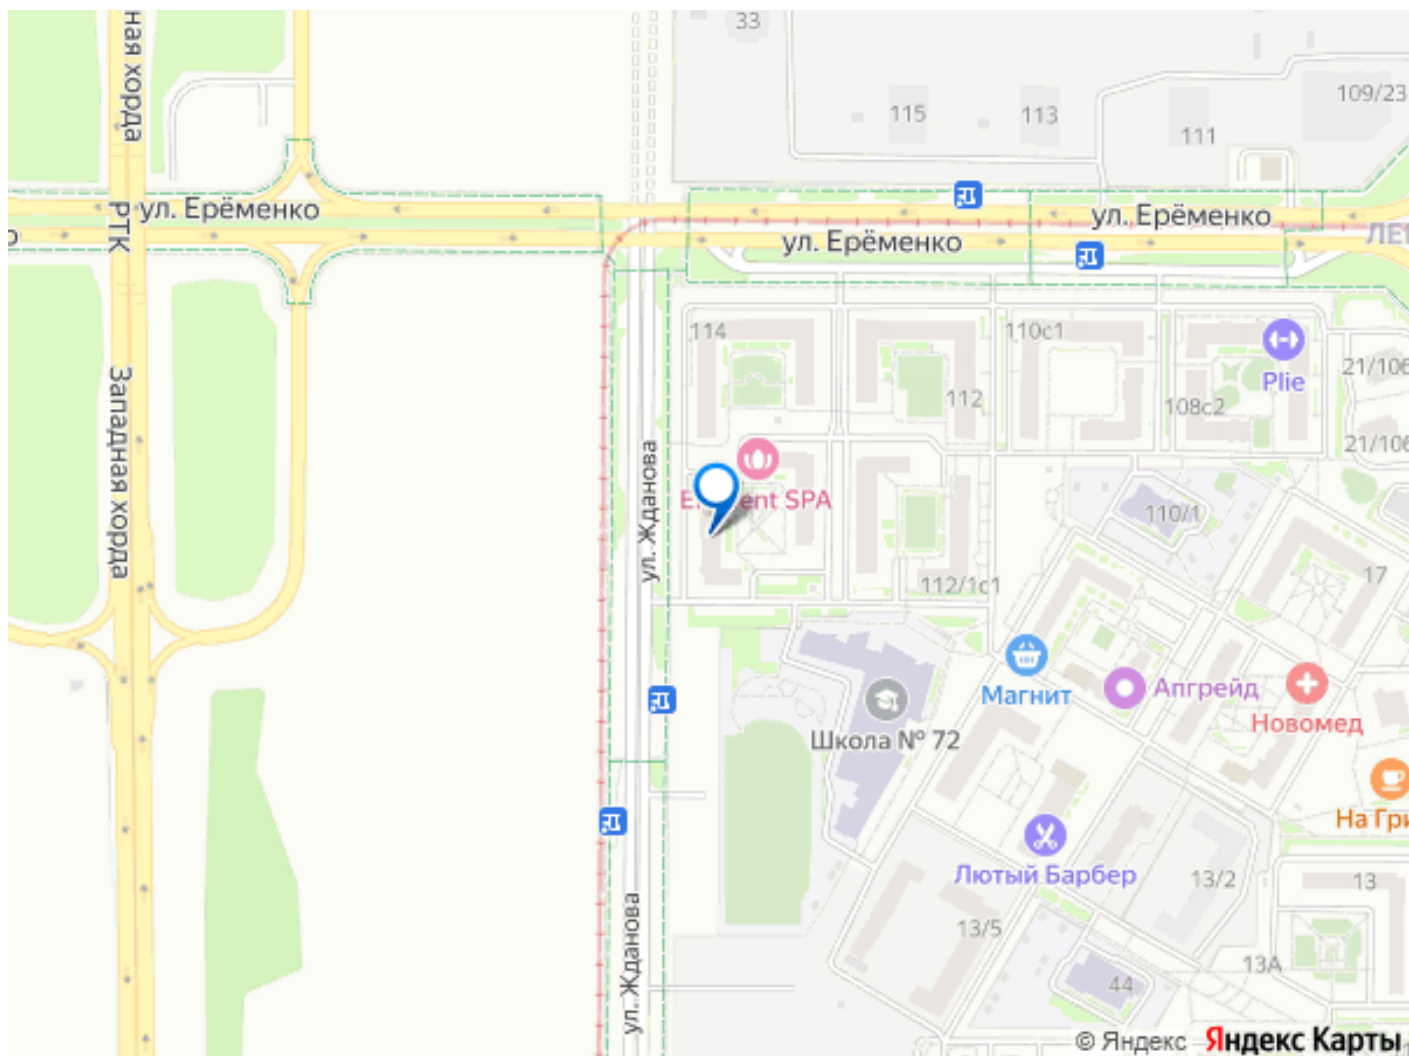 ная хорда
33
109/23
115
113
111
РТК
ул. Ерёменко
ул. Ерёменко
ул. Ерёменко
114
110с1
Plie
21/106
112
108с2
21/106
Западная хорда
ул. Жданова
ent SPA
110/1
112/1с1
17
Магнит
Апгрейд
Новомед
Школа № 72
На Гри
Лютый Барбер
13/2
13
ул. Жданова
13/5
13А
44
© Яндекс Яндекс Карты